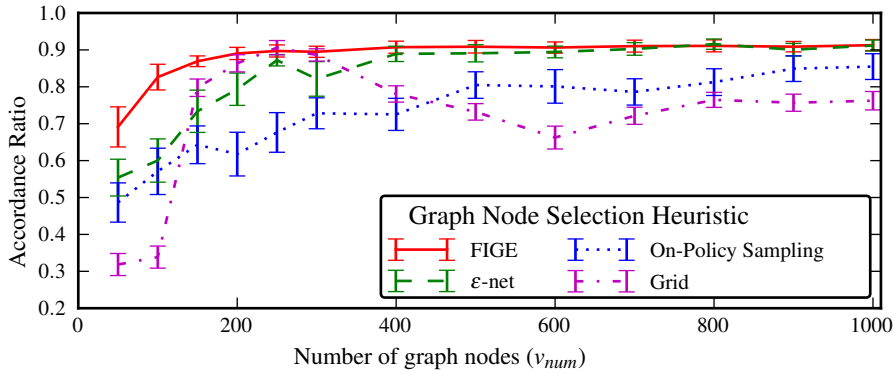 1.0
0.9
0.8
0.7
0.6
0.5
0.4
0.3
0.2
Accordance Ratio
0 200 400 600 800 1000
Number of graph nodes (v_num)
Graph Node Selection Heuristic
FIGE On-Policy Sampling
ε-net Grid